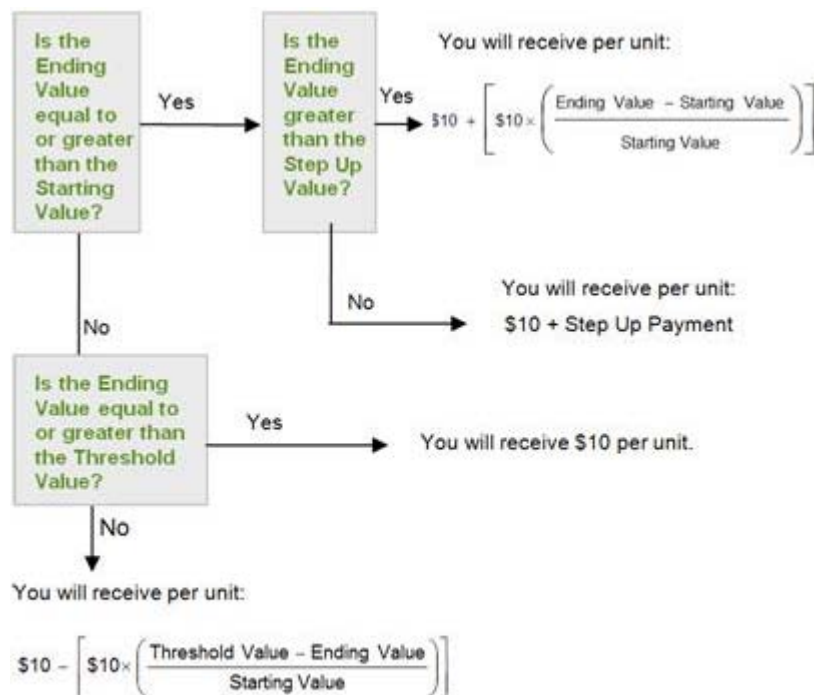 Is the
Ending
Value
equal to
or greater
than the
Starting
Value?
Yes
Is the
Ending
Value
greater
than the
Step Up
Value?
Yes
You will receive per unit:
$10 + [ $10 × ( Ending Value – Starting Value
Starting Value ) ]
No
You will receive per unit:
$10 + Step Up Payment
No
Is the Ending
Value equal to
or greater than
the Threshold
Value?
Yes
You will receive $10 per unit.
No
You will receive per unit:
$10 – [ $10× ( Threshold Value – Ending Value
Starting Value ) ]